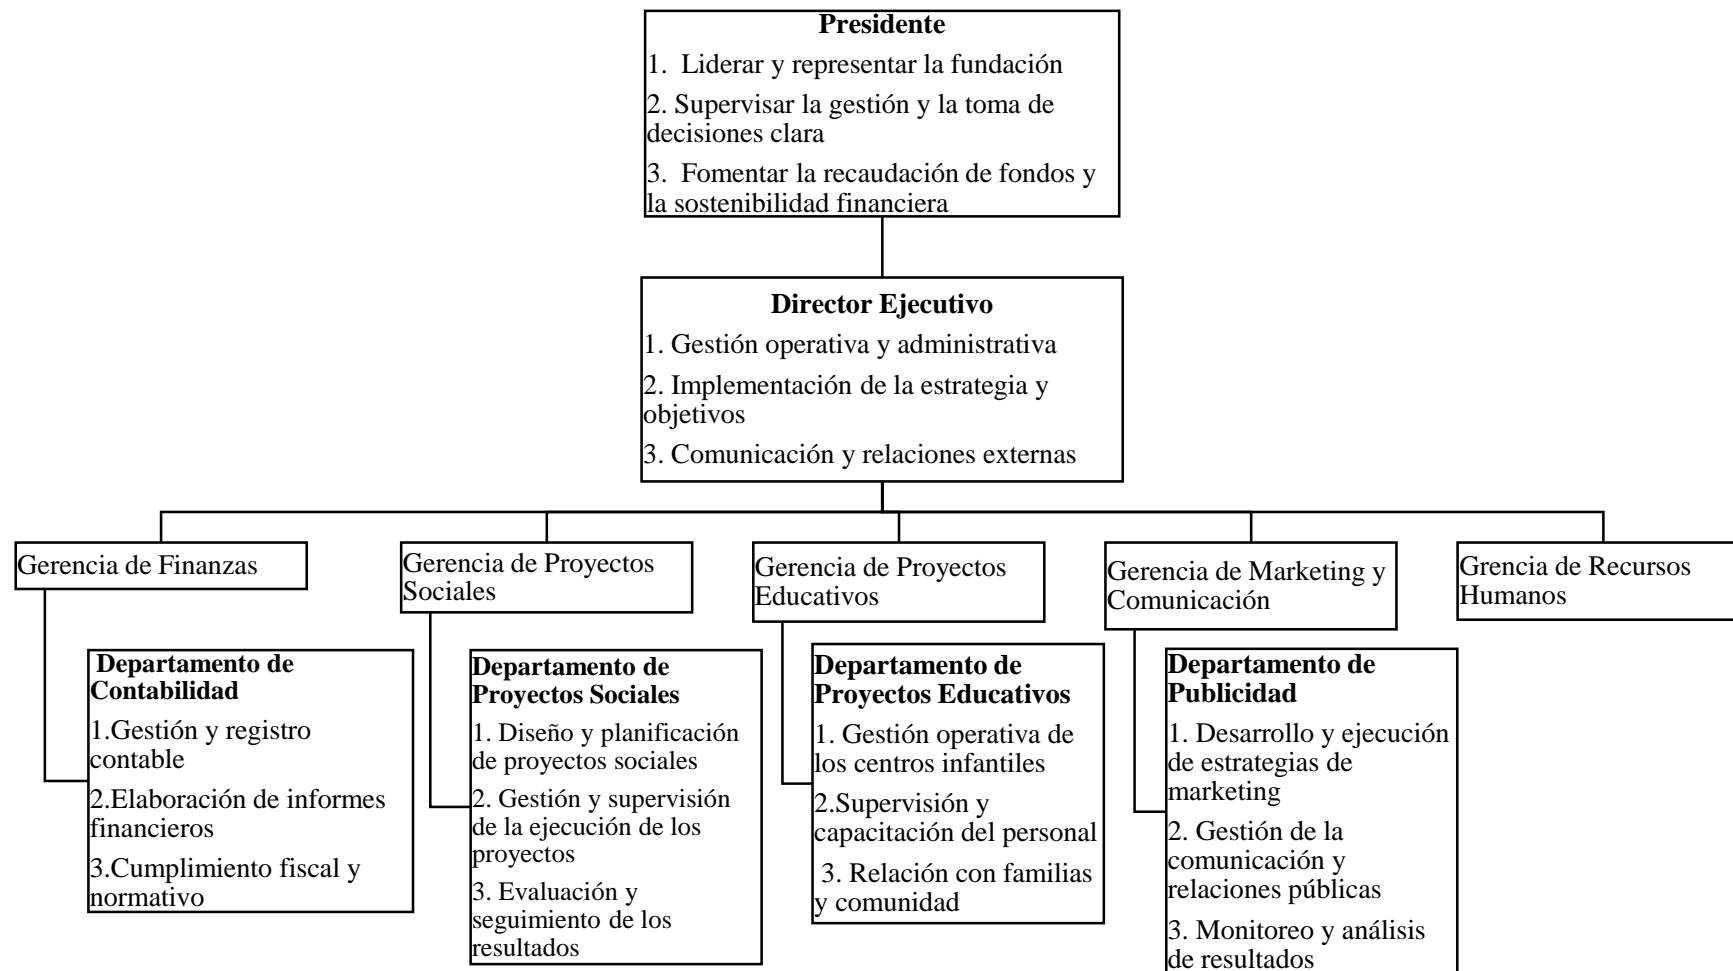 Presidente
1. Liderar y representar la fundación
2. Supervisar la gestión y la toma de
decisiones clara
3. Fomentar la recaudación de fondos y
la sostenibilidad financiera
Director Ejecutivo
1. Gestión operativa y administrativa
2. Implementación de la estrategia y
objetivos
3. Comunicación y relaciones externas
Gerencia de Finanzas
Departamento de
Contabilidad
1.Gestión y registro
contable
2.Elaboración de informes
financieros
3.Cumplimiento fiscal y
normativo
Gerencia de Proyectos
Sociales
Departamento de
Proyectos Sociales
1. Diseño y planificación
de proyectos sociales
2. Gestión y supervisión
de la ejecución de los
proyectos
3. Evaluación y
seguimiento de los
resultados
Gerencia de Proyectos
Educativos
Departamento de
Proyectos Educativos
1. Gestión operativa de
los centros infantiles
2.Supervisión y
capacitación del personal
3. Relación con familias
y comunidad
Gerencia de Marketing y
Comunicación
Departamento de
Publicidad
1. Desarrollo y ejecución
de estrategias de
marketing
2. Gestión de la
comunicación y
relaciones públicas
3. Monitoreo y análisis
de resultados
Grencia de Recursos
Humanos